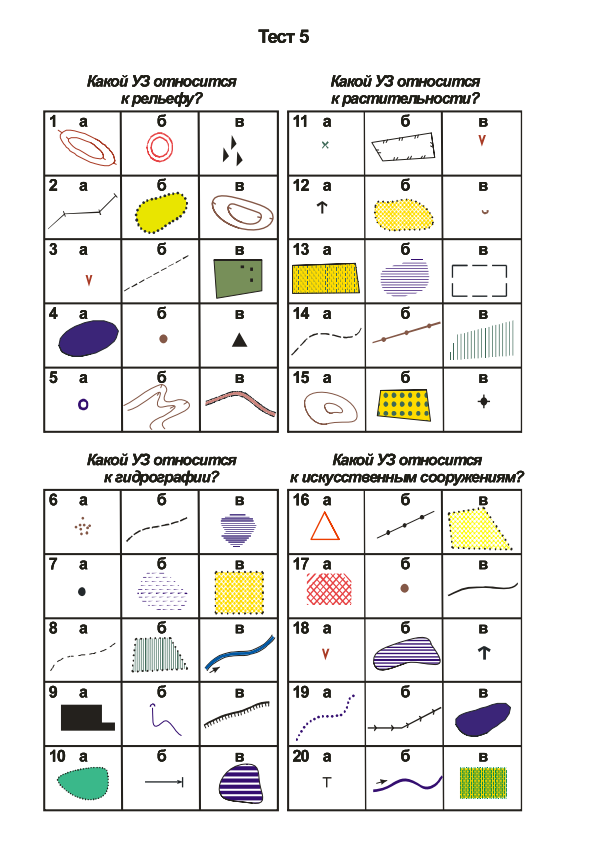 Тест 5
Какой УЗ относится
к рельефу?
1 а б в
2 а б в
3 а б в
4 а б в
5 а б в
Какой УЗ относится
к растительности?
11 а б в
12 а б в
13 а б в
14 а б в
15 а б в
Какой УЗ относится
к гидрографии?
6 а б в
7 а б в
8 а б в
9 а б в
10 а б в
Какой УЗ относится
к искусственным сооружениям?
16 а б в
17 а б в
18 а б в
19 а б в
20 а б в